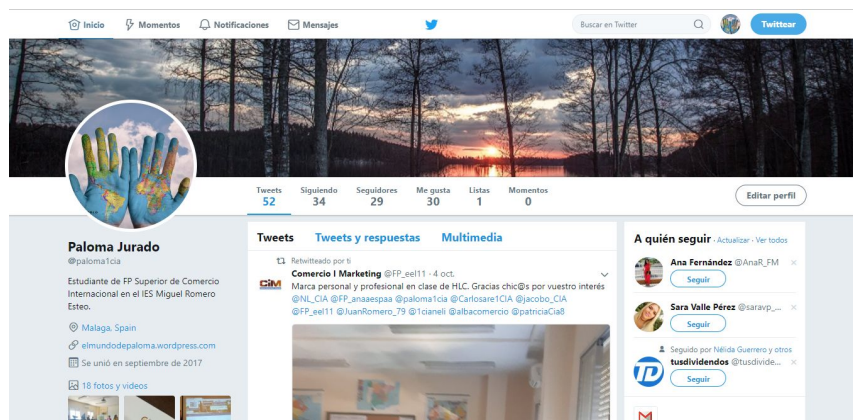 Inicio Momentos Notificaciones Mensajes Buscar en Twitter Twittear
Tweets Siguiendo Seguidores Me gusta Listas Momentos
52 34 29 30 1 0
Editar perfil
Paloma Jurado
@paloma1cia
Estudiante de FP Superior de Comercio
Internacional en el IES Miguel Romero
Esteo.
Malaga, Spain
elmundodepaloma.wordpress.com
Se unió en septiembre de 2017
18 fotos y videos
Tweets Tweets y respuestas Multimedia
Retwitteado por ti
Comercio I Marketing @FP_eel11 · 4 oct.
CIM
Marca personal y profesional en clase de HLC. Gracias chic@s por vuestro interés
@NL_CIA @FP_anaaespaa @paloma1cia @Carlosare1CIA @jacobo_CIA
@FP_eel11 @JuanRomero_79 @1cianeli @albacomercio @patriciaCia8
A quién seguir · Actualizar · Ver todos
Ana Fernández @AnaR_FM
Seguir
Sara Valle Pérez @saravp_...
Seguir
Seguido por Nélida Guerrero y otros
tusdividendos @tusdivide...
Seguir